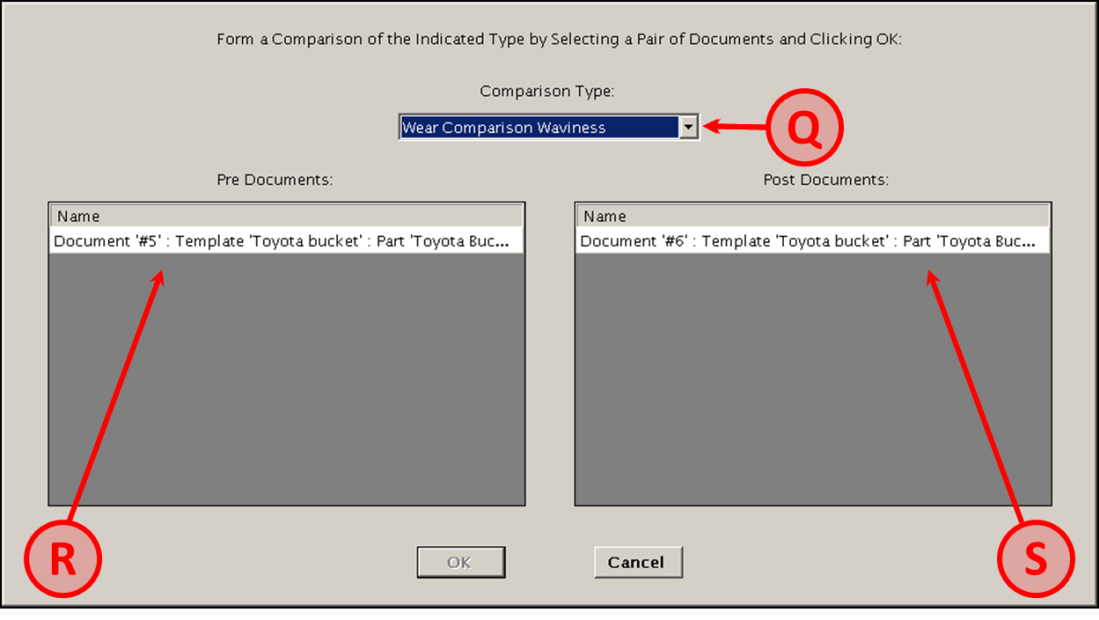 Form a Comparison of the Indicated Type by Selecting a Pair of Documents and Clicking OK:
Comparison Type:
Wear Comparison Waviness
Q
Pre Documents:
Post Documents:
Name
Name
Document '#5' : Template 'Toyota bucket' : Part 'Toyota Buc...
Document '#6' : Template 'Toyota bucket' : Part 'Toyota Buc...
R
OK
Cancel
S